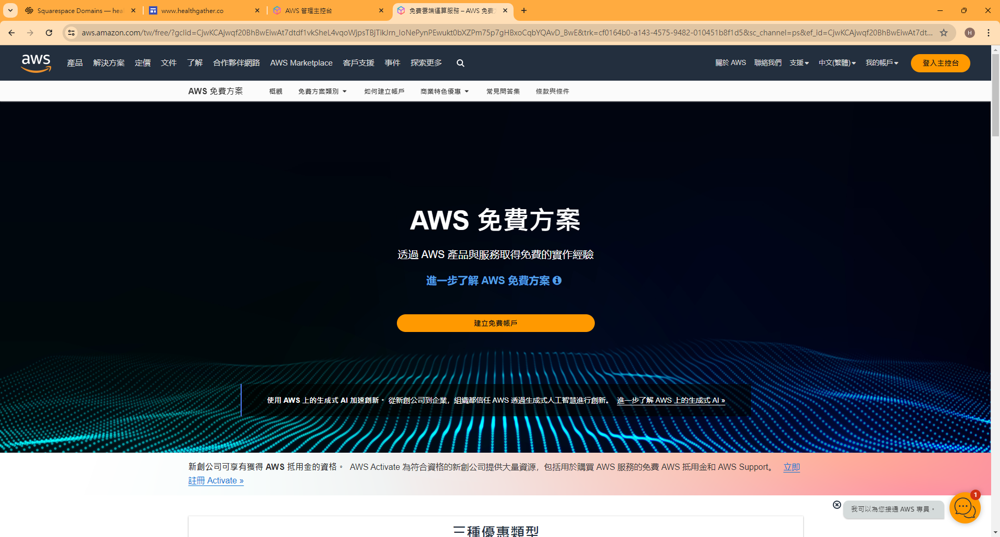 Squarespace Domains — hea
www.healthgather.co
AWS 管理主控台
免費雲端運算服務 – AWS 免費
aws.amazon.com/tw/free/?gclid=CjwKCAjwqf20BhBwEiwAt7dtdf1vkSheL4vqoWjpsTBjTikJrn_IoNePynPEwukt0bXZPm75p7gHBxoCqbYQAvD_BwE&trk=cf0164b0-a143-4575-9482-010451b8f1d5&sc_channel=ps&ef_id=CjwKCAjwqf20BhBwEiwAt7dt...
H
aws
產品 解決方案 定價 文件 了解 合作夥伴網路 AWS Marketplace 客戶支援 事件 探索更多
關於 AWS 聯絡我們 支援 中文(繁體) 我的帳戶 登入主控台
AWS 免費方案 概觀 免費方案類別 如何建立帳戶 商業特色優惠 常見問答集 條款與條件
AWS 免費方案
透過 AWS 產品與服務取得免費的實作經驗
進一步了解 AWS 免費方案
建立免費帳戶
使用 AWS 上的生成式 AI 加速創新。 從新創公司到企業，組織都信任 AWS 透過生成式人工智慧進行創新。 進一步了解 AWS 上的生成式 AI »
新創公司可享有獲得 AWS 抵用金的資格。 AWS Activate 為符合資格的新創公司提供大量資源，包括用於購買 AWS 服務的免費 AWS 抵用金和 AWS Support。 立即
註冊 Activate »
1
我可以為您接通 AWS 專員。
三種優惠類型